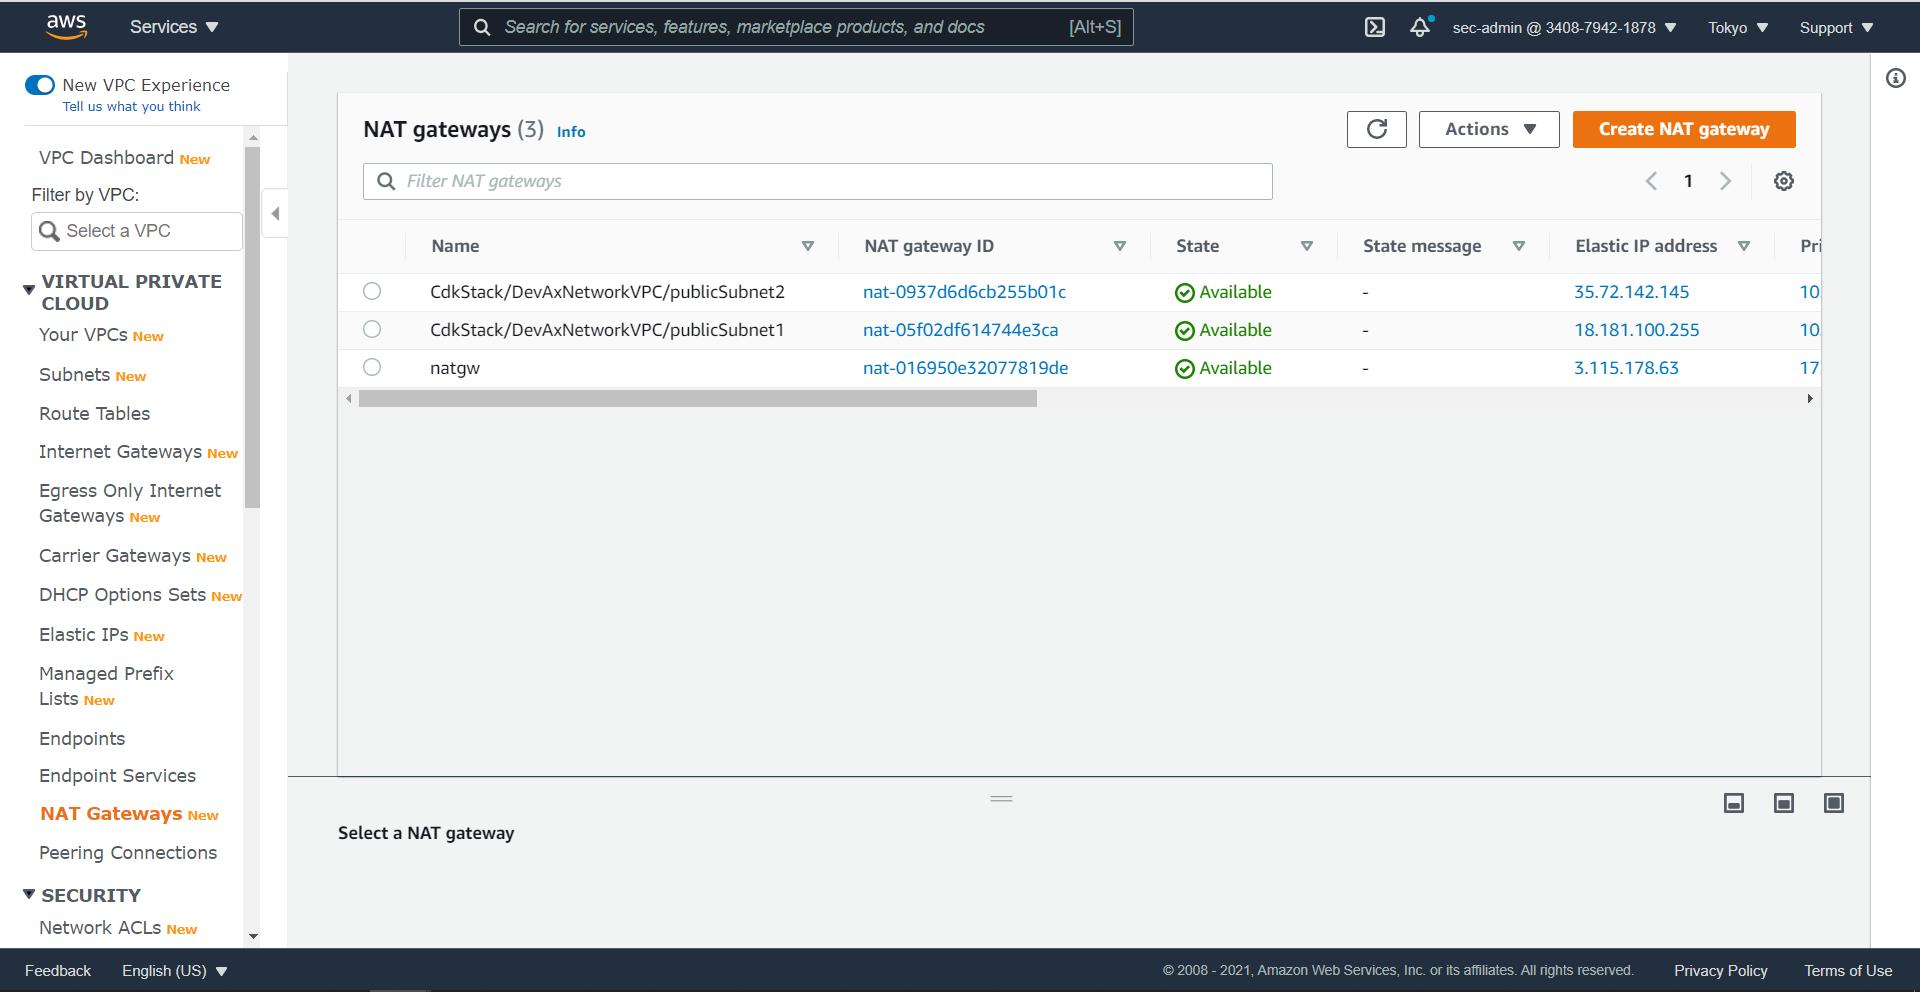 aws
Services
Search for services, features, marketplace products, and docs [Alt+S]
sec-admin @ 3408-7942-1878
Tokyo
Support
New VPC Experience
Tell us what you think
VPC Dashboard New
Filter by VPC:
Select a VPC
VIRTUAL PRIVATE
CLOUD
Your VPCs New
Subnets New
Route Tables
Internet Gateways New
Egress Only Internet
Gateways New
Carrier Gateways New
DHCP Options Sets New
Elastic IPs New
Managed Prefix
Lists New
Endpoints
Endpoint Services
NAT Gateways New
Peering Connections
SECURITY
Network ACLs New
NAT gateways (3) Info
Actions
Create NAT gateway
Filter NAT gateways
1
Name NAT gateway ID State State message Elastic IP address Pri
CdkStack/DevAxNetworkVPC/publicSubnet2 nat-0937d6d6cb255b01c Available - 35.72.142.145 10
CdkStack/DevAxNetworkVPC/publicSubnet1 nat-05f02df614744e3ca Available - 18.181.100.255 10
natgw nat-016950e32077819de Available - 3.115.178.63 17
Select a NAT gateway
Feedback English (US) © 2008 - 2021, Amazon Web Services, Inc. or its affiliates. All rights reserved. Privacy Policy Terms of Use